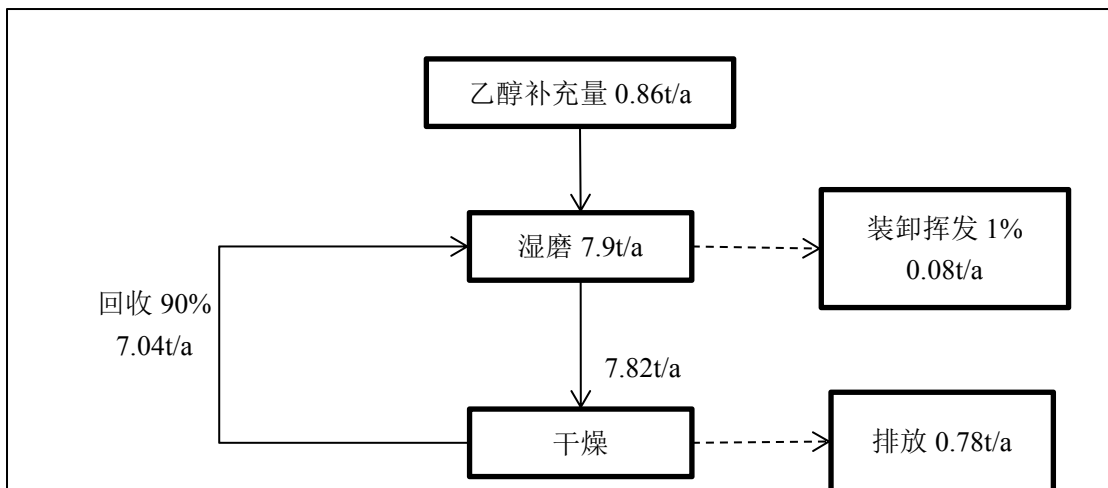 乙醇补充量 0.86t/a
湿磨 7.9t/a
装卸挥发 1%
0.08t/a
回收 90%
7.04t/a
7.82t/a
干燥
排放 0.78t/a